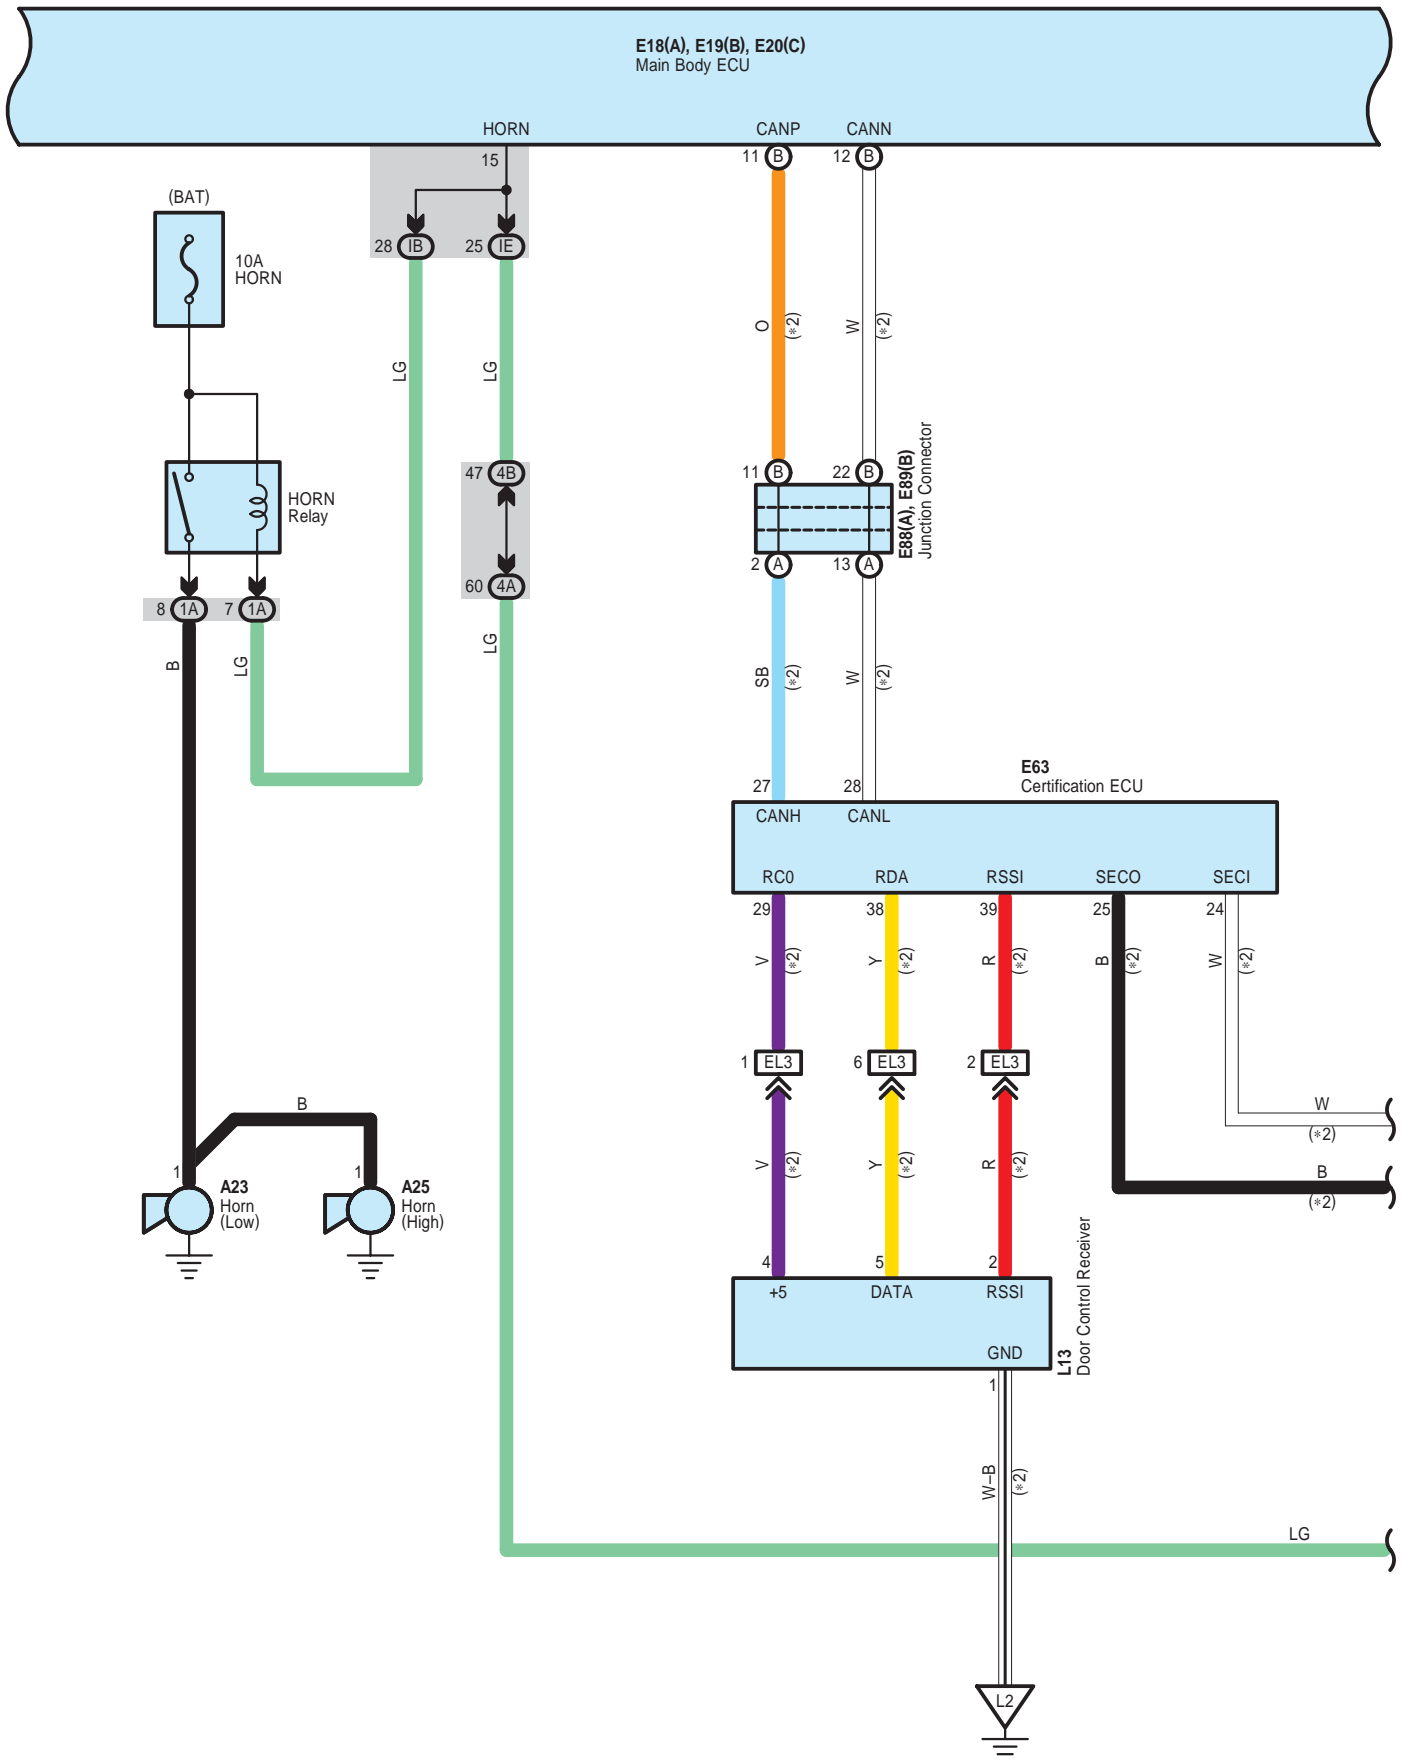 E18(A), E19(B), E20(C)
Main Body ECU
HORN
CANP
CANN
15
11 B
12 B
(BAT)
28 IB
25 IE
10A
HORN
O
(*2)
W
(*2)
LG
LG
HORN
Relay
47 4B
11 B
22 B
E88(A), E89(B)
Junction Connector
60 4A
2 A
13 A
8 1A
7 1A
B
LG
LG
SB
(*2)
W
(*2)
E63
Certification ECU
27
28
CANH
CANL
RC0
RDA
RSSI
SECO
SECI
29
38
39
25
24
V
(*2)
Y
(*2)
R
(*2)
B
(*2)
W
(*2)
1 EL3
6 EL3
2 EL3
B
W
(*2)
V
(*2)
Y
(*2)
R
(*2)
1
A23
Horn
(Low)
1
A25
Horn
(High)
B
(*2)
4
5
2
+5
DATA
RSSI
GND
L13
Door Control Receiver
1
W–B
(*2)
LG
L2